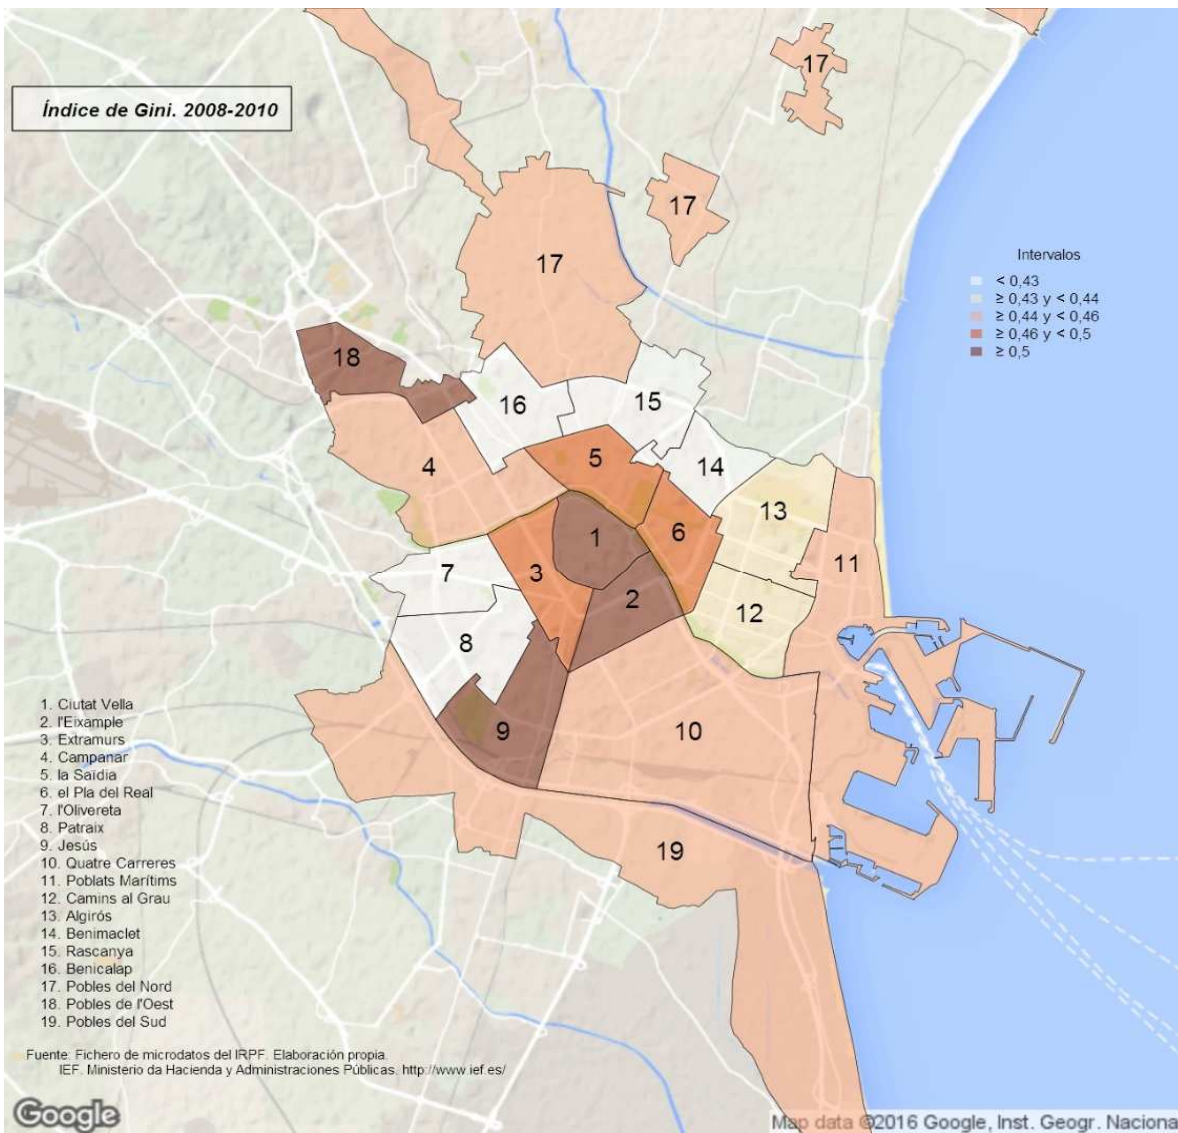 Índice de Gini. 2008-2010
17
17
17
Intervalos
< 0,43
≥ 0,43 y < 0,44
≥ 0,44 y < 0,46
≥ 0,46 y < 0,5
≥ 0,5
18
16
15
4
5
14
13
1
6
11
7
3
2
12
8
9
10
19
1. Ciutat Vella
2. l'Eixample
3. Extramurs
4. Campanar
5. la Saïdia
6. el Pla del Real
7. l'Olivereta
8. Patraix
9. Jesús
10. Quatre Carreres
11. Poblats Marítims
12. Camins al Grau
13. Algirós
14. Benimaclet
15. Rascanya
16. Benicalap
17. Pobles del Nord
18. Pobles de l'Oest
19. Pobles del Sud
Fuente: Fichero de microdatos del IRPF. Elaboración propia.
IEF. Ministerio da Hacienda y Administraciones Públicas. http://www.ief.es/
Google
Map data ©2016 Google, Inst. Geogr. Naciona